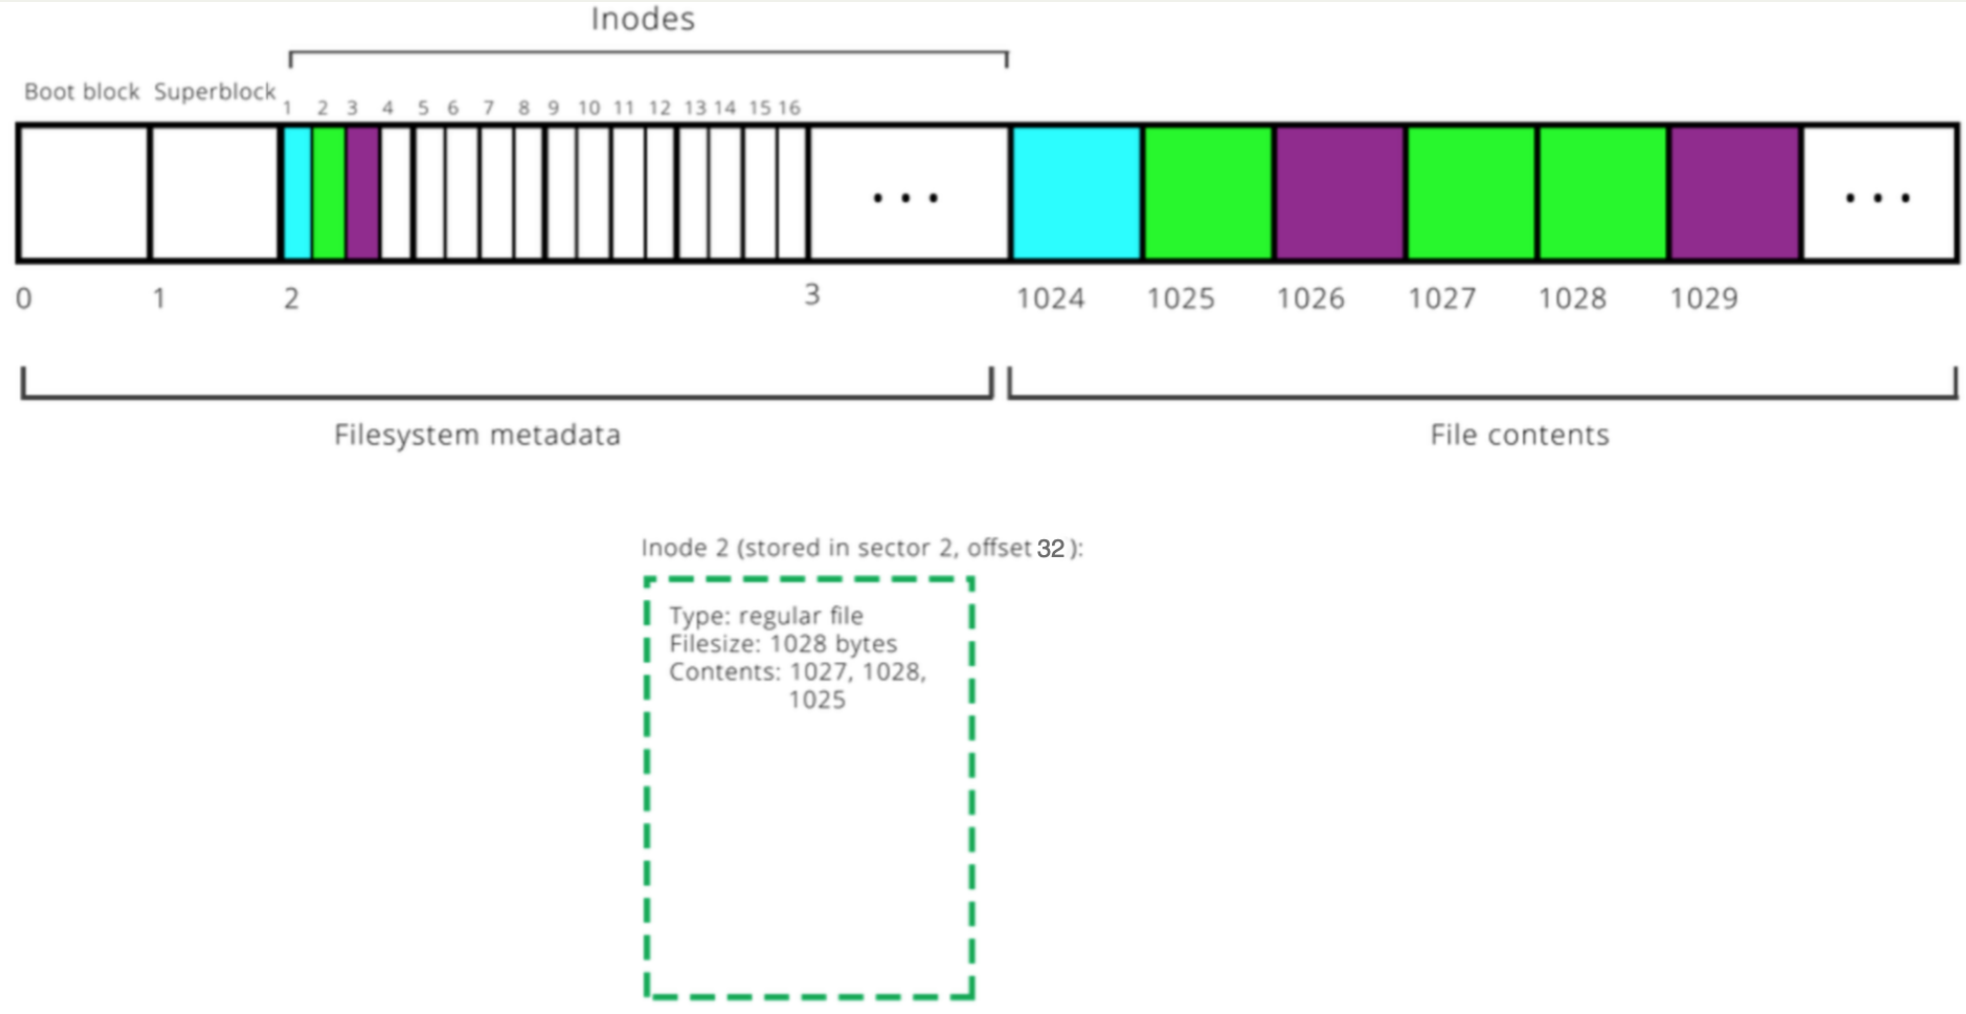 Inodes
Boot block Superblock
1 2 3 4 5 6 7 8 9 10 11 12 13 14 15 16
0 1 2 3 1024 1025 1026 1027 1028 1029
Filesystem metadata File contents
Inode 2 (stored in sector 2, offset 32 ):
Type: regular file
Filesize: 1028 bytes
Contents: 1027, 1028,
1025